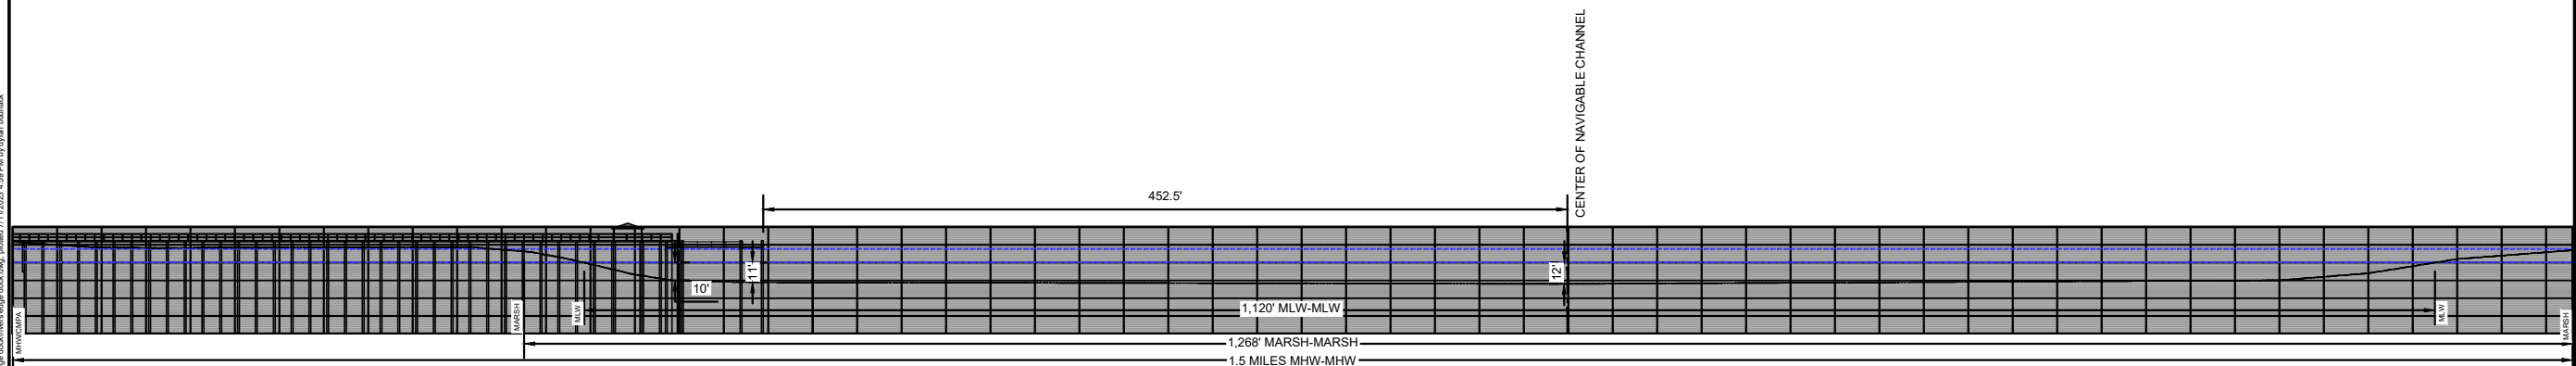 CENTER OF NAVIGABLE CHANNEL
452.5'
11'
12'
10'
MHW/CMPA
MARSH
MLW
1,120' MLW-MLW
MLW
MARSH
1,268' MARSH-MARSH
1.5 MILES MHW-MHW